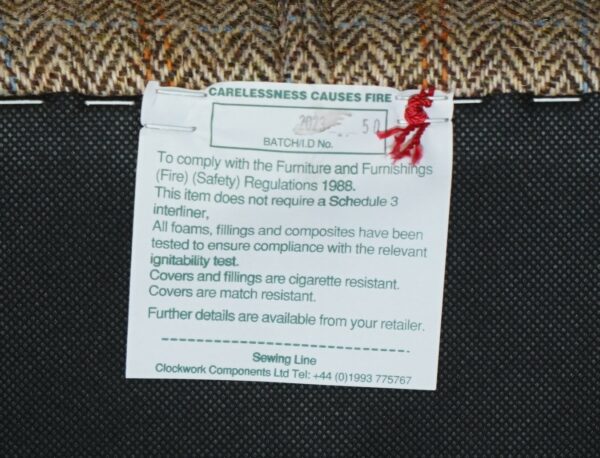 CARELESSNESS CAUSES FIRE
50
BATCH/I.D No.
To comply with the Furniture and Furnishings
(Fire) (Safety) Regulations 1988.
This item does not require a Schedule 3
interliner,
All foams, fillings and composites have been
tested to ensure compliance with the relevant
ignitability test.
Covers and fillings are cigarette resistant.
Covers are match resistant.
Further details are available from your retailer.
Sewing Line
Clockwork Components Ltd Tel: +44 (0)1993 775767